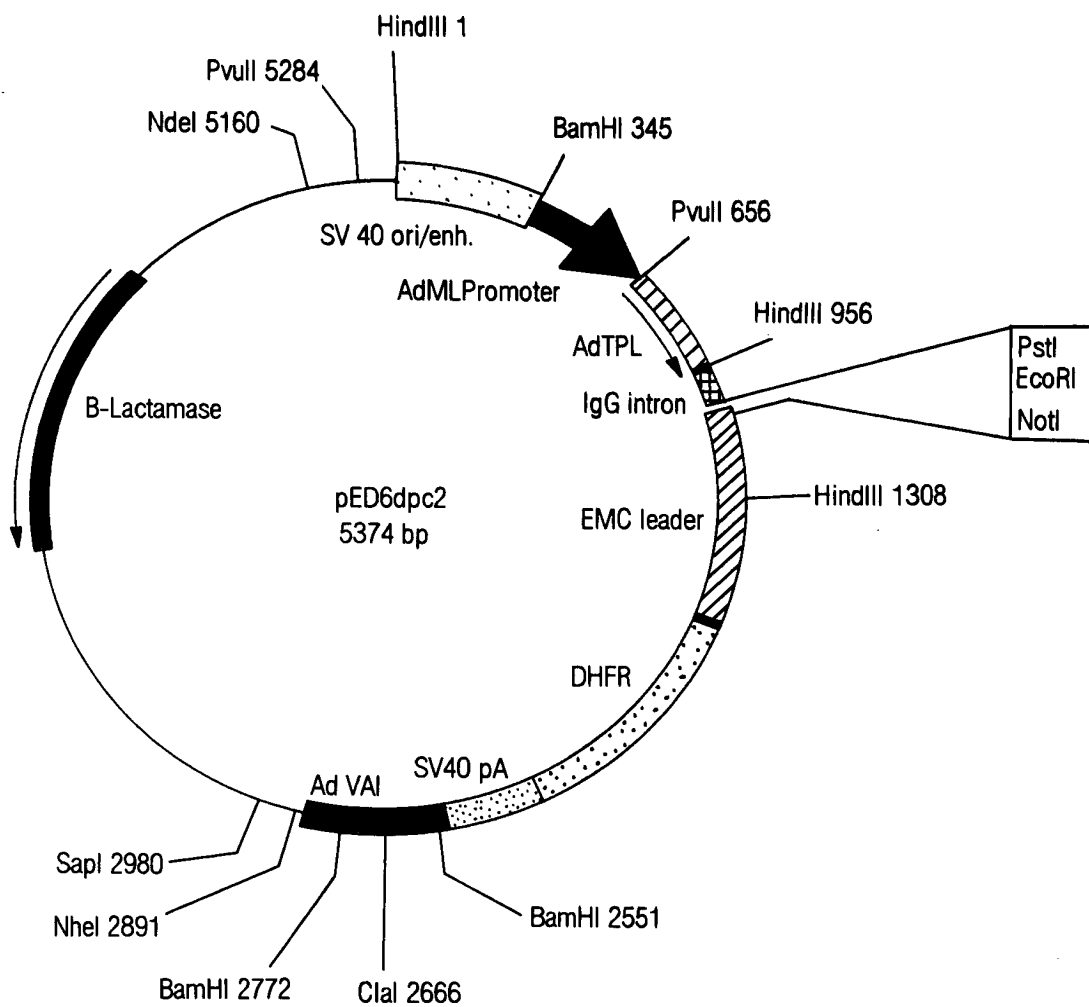 HindIII 1
PvuII 5284
NdeI 5160
BamHI 345
SV 40 ori/enh.
PvuII 656
AdMLPromoter
HindIII 956
AdTPL
PstI
EcoRI
NotI
IgG intron
B-Lactamase
pED6dpc2
5374 bp
HindIII 1308
EMC leader
DHFR
SV40 pA
Ad VAI
SapI 2980
NheI 2891
BamHI 2551
BamHI 2772
ClaI 2666